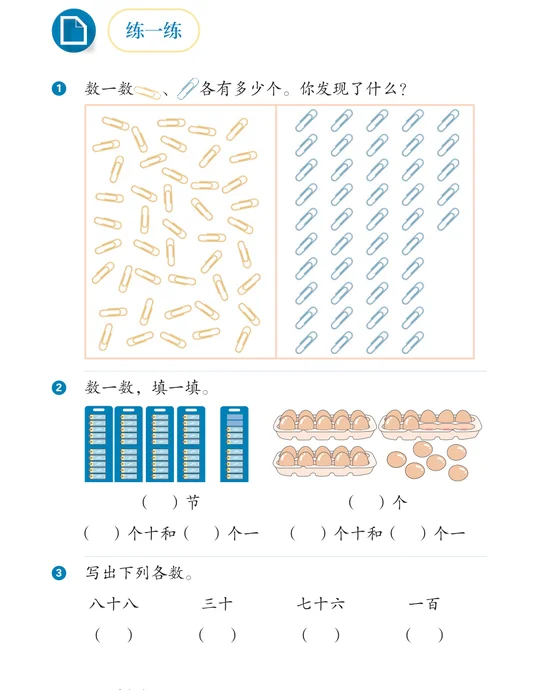 练一练
1 数一数、各有多少个。你发现了什么?
2 数一数，填一填。
（ ）节 （ ）个
（ ）个十和（ ）个一 （ ）个十和（ ）个一
3 写出下列各数。
八十八 三十 七十六 一百
（ ） （ ） （ ） （ ）